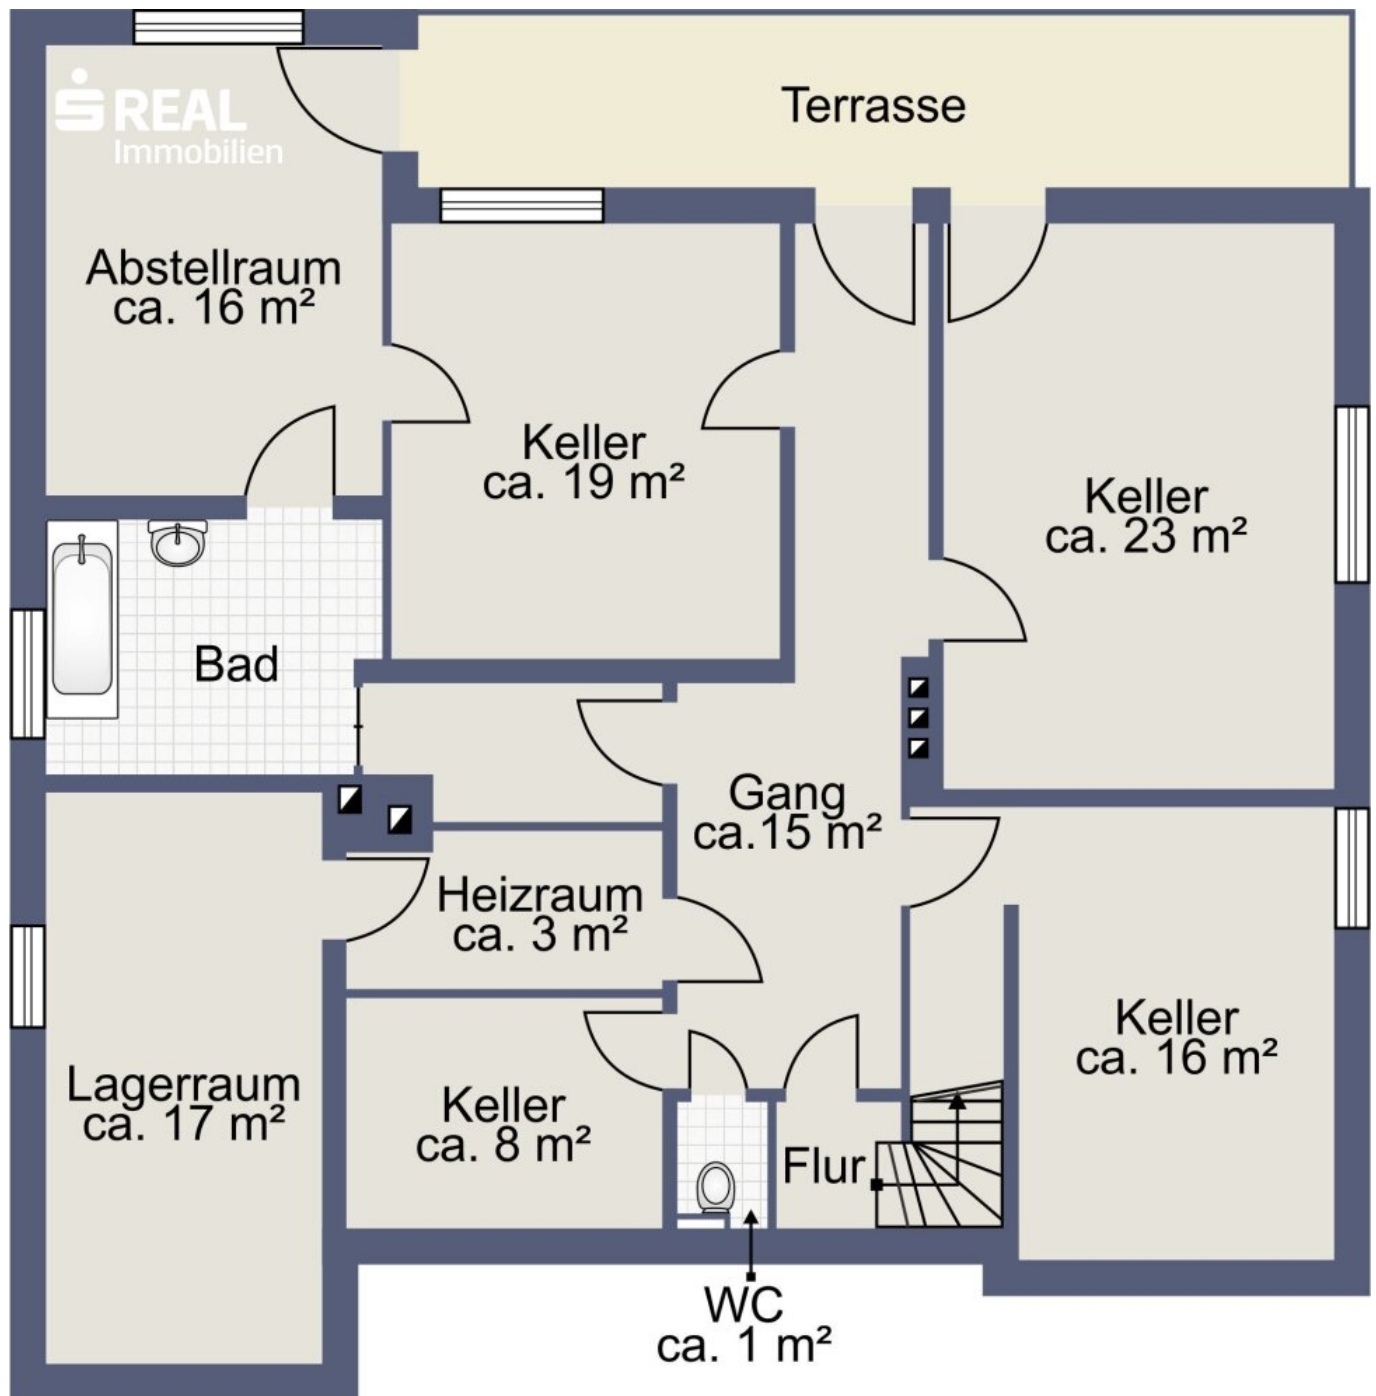 REAL
Immobilien
Terrasse
Abstellraum
ca. 16 m²
Keller
ca. 19 m²
Keller
ca. 23 m²
Bad
Gang
ca.15 m²
Heizraum
ca. 3 m²
Keller
ca. 16 m²
Lagerraum
ca. 17 m²
Keller
ca. 8 m²
Flur
WC
ca. 1 m²